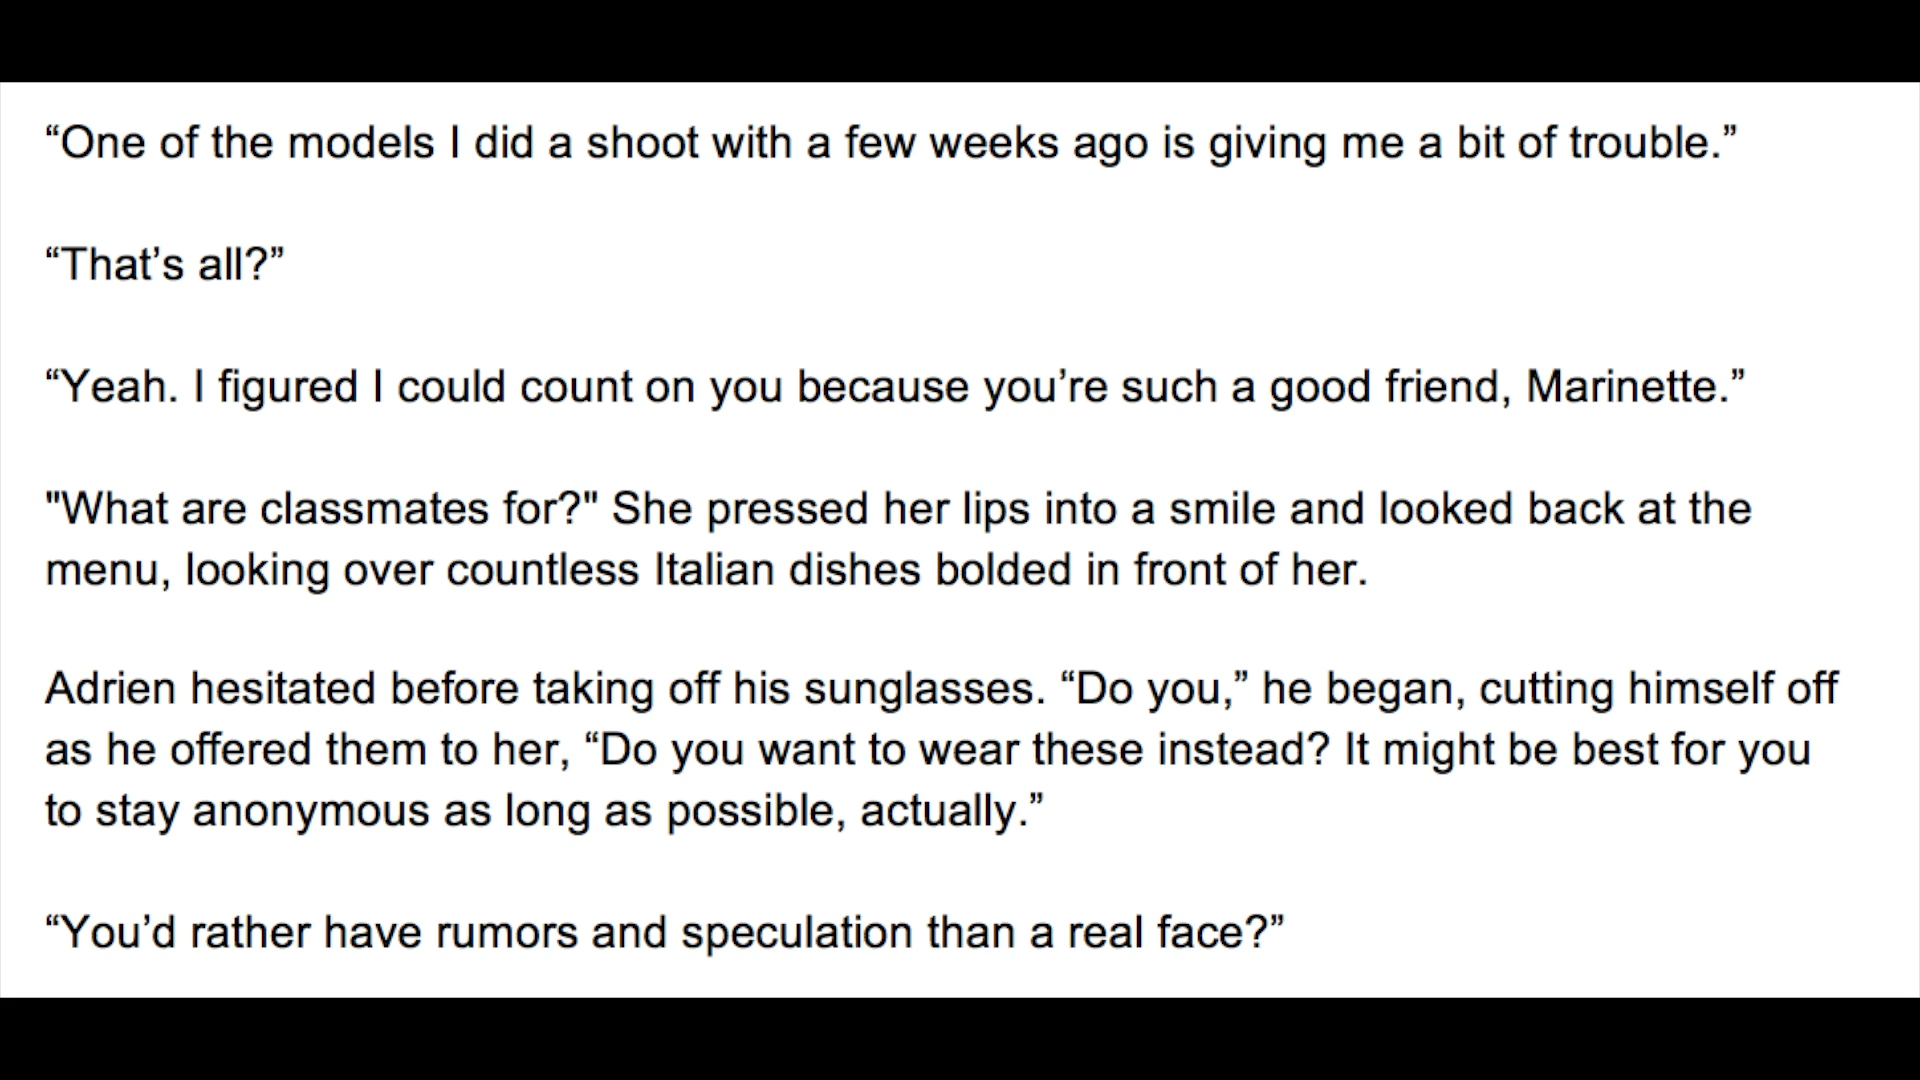 “One of the models I did a shoot with a few weeks ago is giving me a bit of trouble.”
“That’s all?”
“Yeah. I figured I could count on you because you’re such a good friend, Marinette.”
"What are classmates for?" She pressed her lips into a smile and looked back at the
menu, looking over countless Italian dishes bolded in front of her.
Adrien hesitated before taking off his sunglasses. “Do you,” he began, cutting himself off
as he offered them to her, “Do you want to wear these instead? It might be best for you
to stay anonymous as long as possible, actually.”
“You’d rather have rumors and speculation than a real face?”